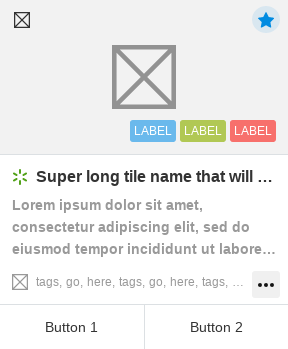 LABEL LABEL LABEL
Super long tile name that will …
Lorem ipsum dolor sit amet,
consectetur adipiscing elit, sed do
eiusmod tempor incididunt ut labore…
tags, go, here, tags, go, here, tags, …
Button 1 Button 2